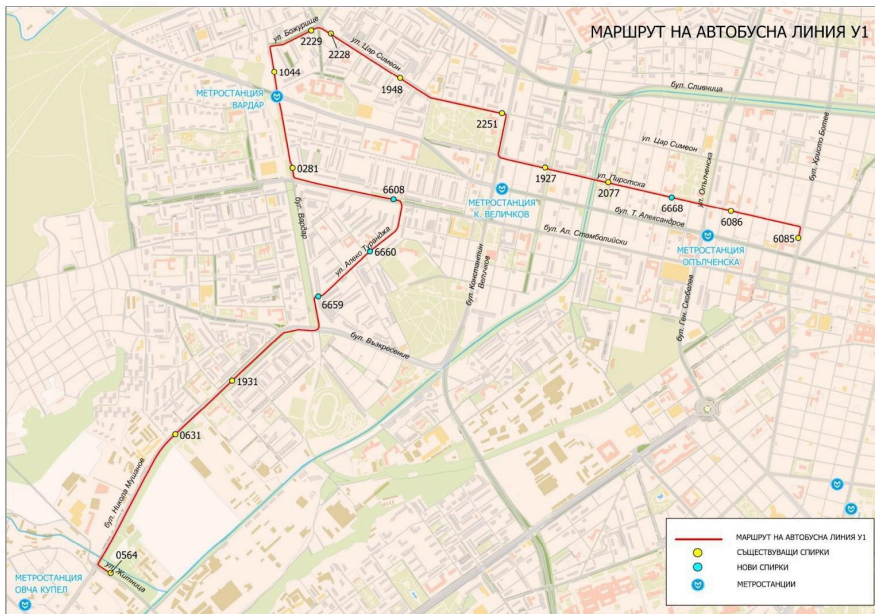 МАРШРУТ НА АВТОБУСНА ЛИНИЯ У1
ул. Божурище
2229
2228
ул. Цар Симеон
1044
1948
МЕТРОСТАНЦИЯ
ВАРДАР
бул. Сливница
2251
бул. Христо Ботев
ул. Цар Симеон
0281
1927
ул. Пиротска
ул. Опълченска
6608
2077
МЕТРОСТАНЦИЯ
К. ВЕЛИЧКОВ
6668
бул. Т. Александров
6086
бул. Вардар
ул. Алеко Туранджа
бул. Ал. Стамболийски
МЕТРОСТАНЦИЯ
ОПЪЛЧЕНСКА
6085
6660
бул. Константин
Величков
6659
бул. Ген. Скобелев
бул. Възкресение
1931
0631
бул. Никола Мушанов
0564
ул. Житница
МЕТРОСТАНЦИЯ
ОВЧА КУПЕЛ
МАРШРУТ НА АВТОБУСНА ЛИНИЯ У1
СЪЩЕСТВУВАЩИ СПИРКИ
НОВИ СПИРКИ
МЕТРОСТАНЦИИ